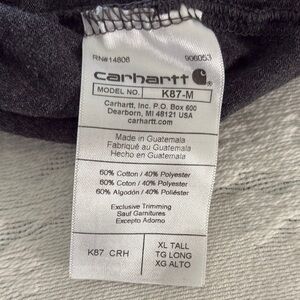 RN#14806 906053
carhartt
MODEL NO. K87-M
Carhartt, Inc. P.O. Box 600
Dearborn, MI 48121 USA
carhartt.com
Made in Guatemala
Fabriqué au Guatemala
Hecho en Guatemala
60% Cotton / 40% Polyester
60% Coton / 40% Polyester
60% Algodón / 40% Poliéster
Exclusive Trimming
Sauf Garnitures
Excepto Adorno
K87 CRH
XL TALL
TG LONG
XG ALTO